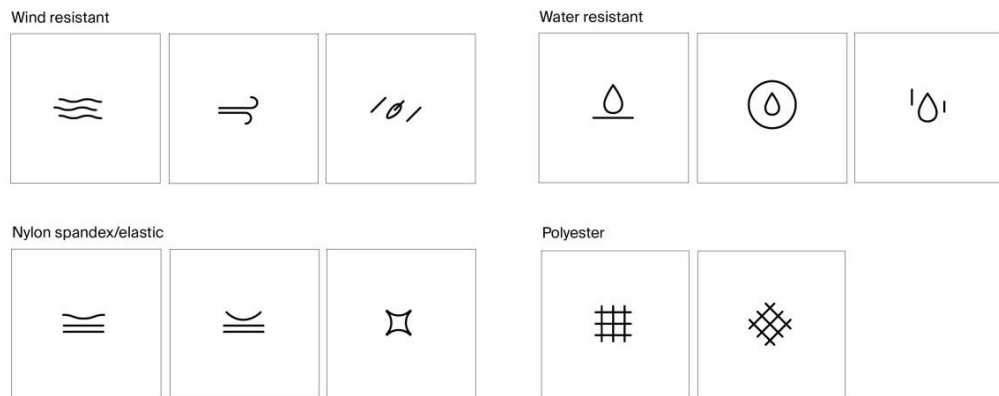 Wind resistant
Water resistant
Nylon spandex/elastic
Polyester